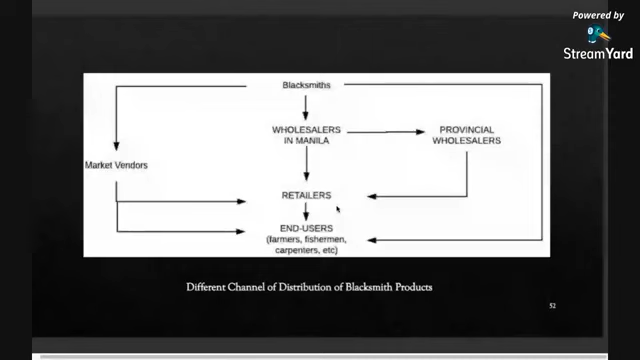 Powered by
StreamYard
Blacksmiths
WHOLESALERS
IN MANILA
PROVINCIAL
WHOLESALERS
Market Vendors
RETAILERS
END-USERS
(farmers, fishermen,
carpenters, etc)
Different Channel of Distribution of Blacksmith Products
52